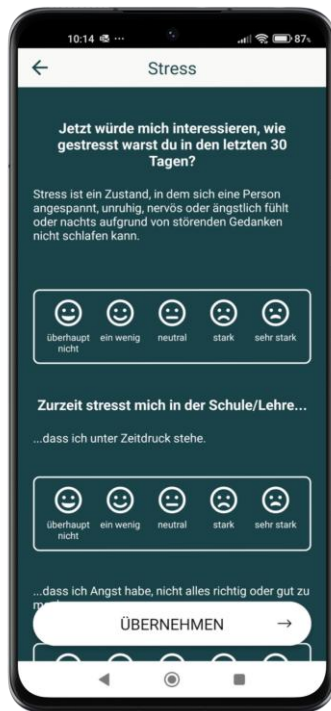 10:14 ...
87%
Stress
Jetzt würde mich interessieren, wie
gestresst warst du in den letzten 30
Tagen?
Stress ist ein Zustand, in dem sich eine Person
angespannt, unruhig, nervös oder ängstlich fühlt
oder nachts aufgrund von störenden Gedanken
nicht schlafen kann.
überhaupt nicht ein wenig neutral stark sehr stark
Zurzeit stresst mich in der Schule/Lehre...
...dass ich unter Zeitdruck stehe.
überhaupt nicht ein wenig neutral stark sehr stark
...dass ich Angst habe, nicht alles richtig oder gut zu
ÜBERNEHMEN →